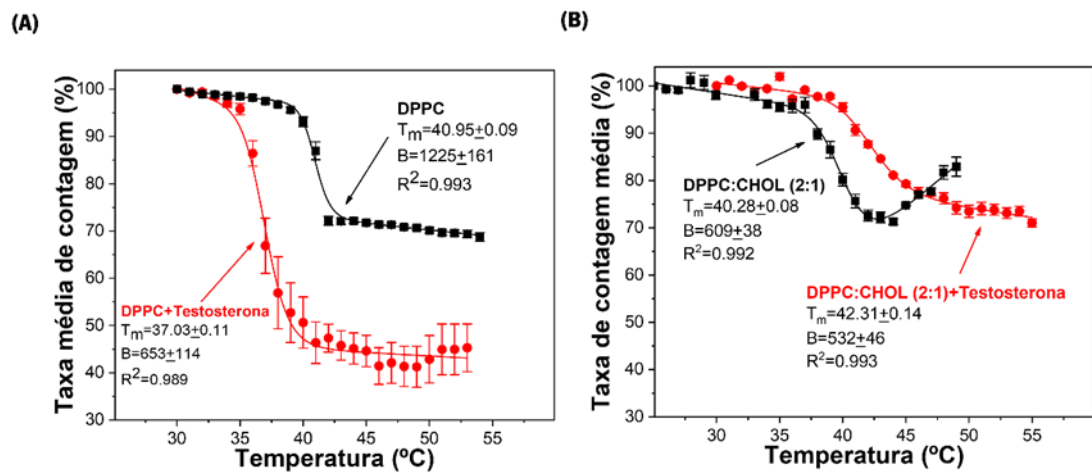 (A)
Taxa média de contagem (%)
100
90
80
70
60
50
40
30
DPPC
Tm=40.95±0.09
B=1225±161
R²=0.993
DPPC+Testosterona
Tm=37.03±0.11
B=653±114
R²=0.989
30 35 40 45 50 55
Temperatura (ºC)
(B)
Taxa de contagem média (%)
100
90
80
70
60
50
40
30
DPPC:CHOL (2:1)
Tm=40.28±0.08
B=609±38
R²=0.992
DPPC:CHOL (2:1)+Testosterona
Tm=42.31±0.14
B=532±46
R²=0.993
30 35 40 45 50 55
Temperatura (ºC)